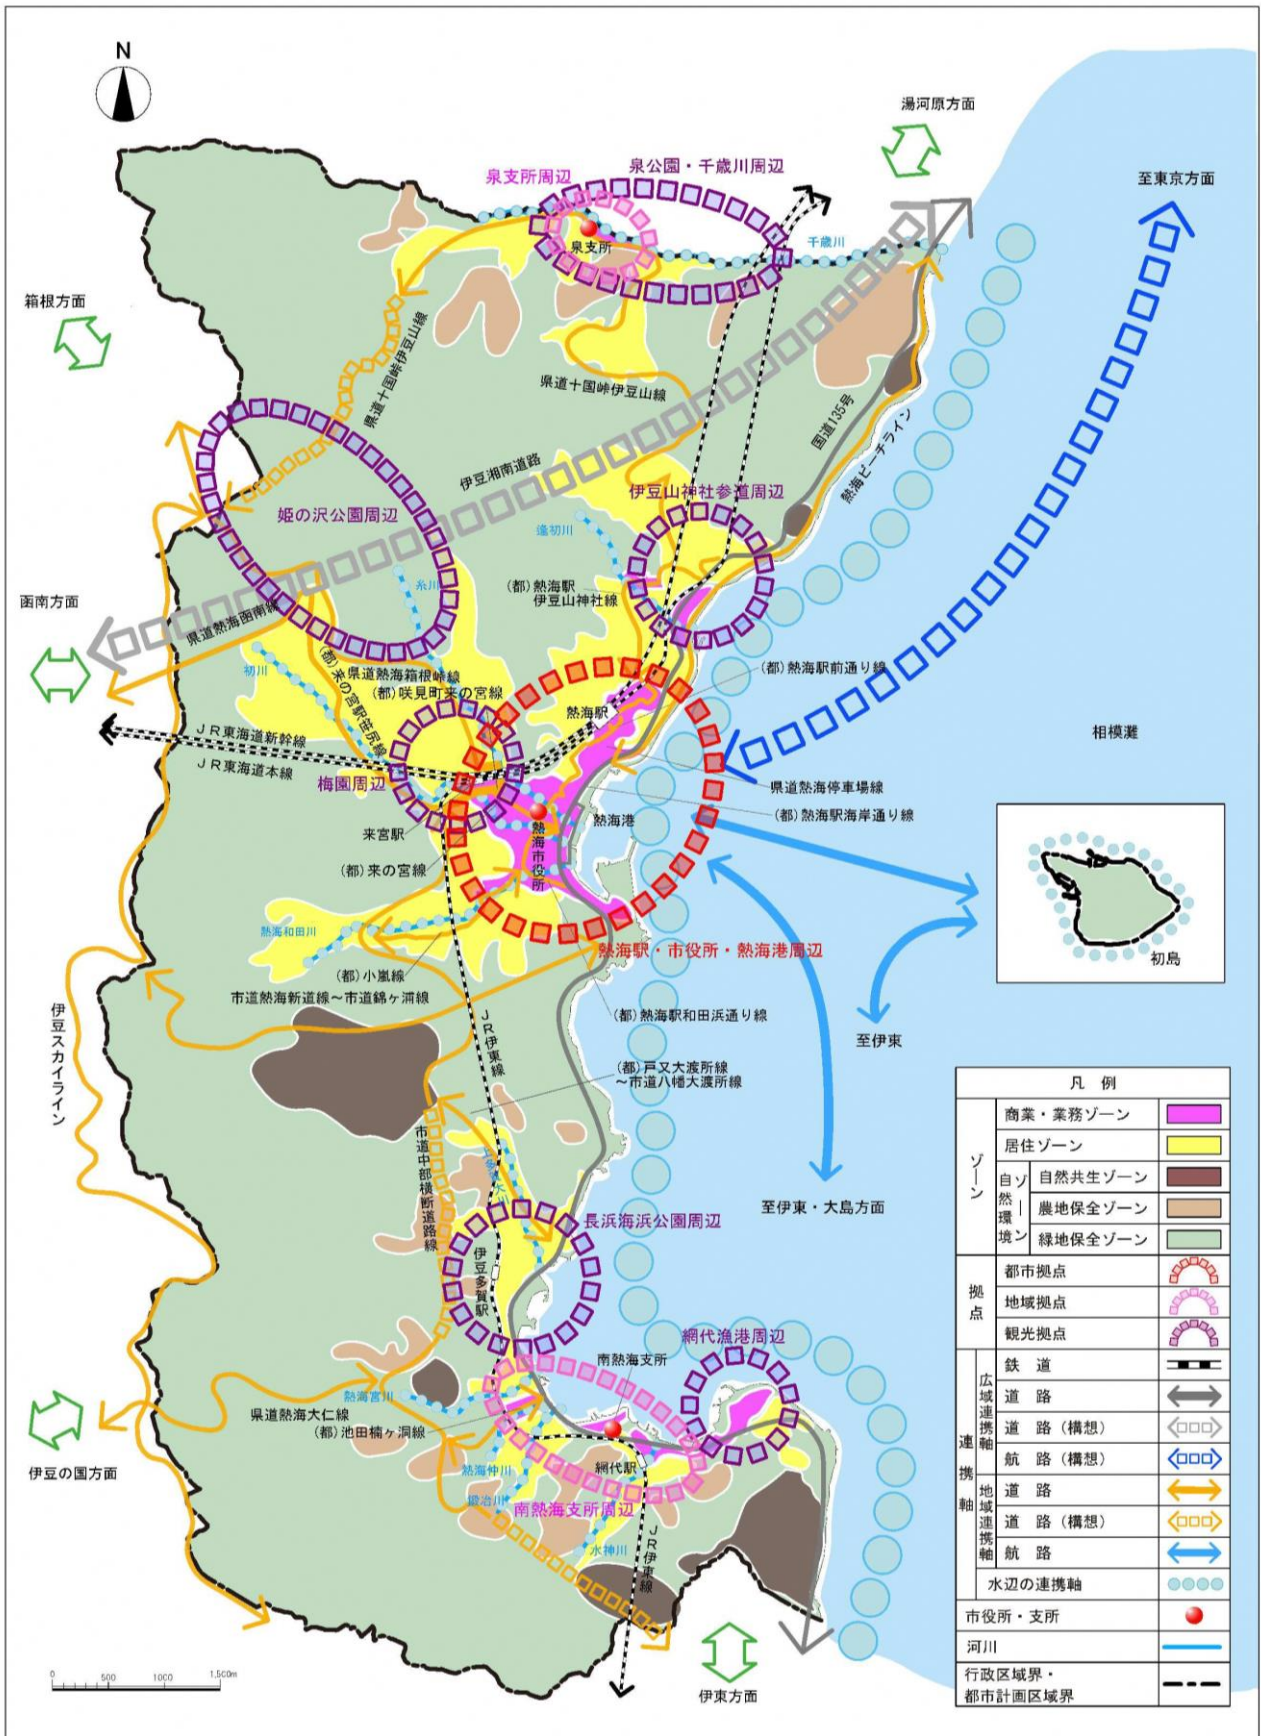 N
湯河原方面
泉公園・千歳川周辺
泉支所周辺
至東京方面
泉支所
千歳川
箱根方面
県道十国峠伊豆山線
県道十国峠伊豆山線
国道135号
熱海ビーチライン
伊豆湘南道路
伊豆山神社参道周辺
姫の沢公園周辺
逢初川
糸川
(都)熱海駅
伊豆山神社線
函南方面
県道熱海函南線
初川
(都)来の宮駅笹尻線
県道熱海箱根峠線
(都)咲見町来の宮線
(都)熱海駅前通り線
熱海駅
JR東海道新幹線
JR東海道本線
相模灘
梅園周辺
県道熱海停車場線
(都)熱海駅海岸通り線
来宮駅
熱海港
熱海市役所
(都)来の宮線
熱海和田川
熱海駅・市役所・熱海港周辺
初島
(都)小嵐線
市道熱海新道線～市道錦ヶ浦線
(都)熱海駅和田浜通り線
伊豆スカイライン
JR伊東線
至伊東
(都)戸又大渡所線
～市道八幡大渡所線
市道中部横断道路線
至伊東・大島方面
長浜海浜公園周辺
伊豆多賀駅
網代漁港周辺
南熱海支所
熱海宮川
県道熱海大仁線
(都)池田楠ヶ洞線
伊豆の国方面
熱海仲川
網代駅
鍛冶川
南熱海支所周辺
水神川
JR伊東線
伊東方面
0 500 1000 1,500m
凡 例
ゾーン
商業・業務ゾーン
居住ゾーン
自然環境ゾーン
自然共生ゾーン
農地保全ゾーン
緑地保全ゾーン
拠点
都市拠点
地域拠点
観光拠点
連携軸
広域連携軸
鉄 道
道 路
道 路(構想)
航 路(構想)
地域連携軸
道 路
道 路(構想)
航 路
水辺の連携軸
市役所・支所
河川
行政区域界・
都市計画区域界